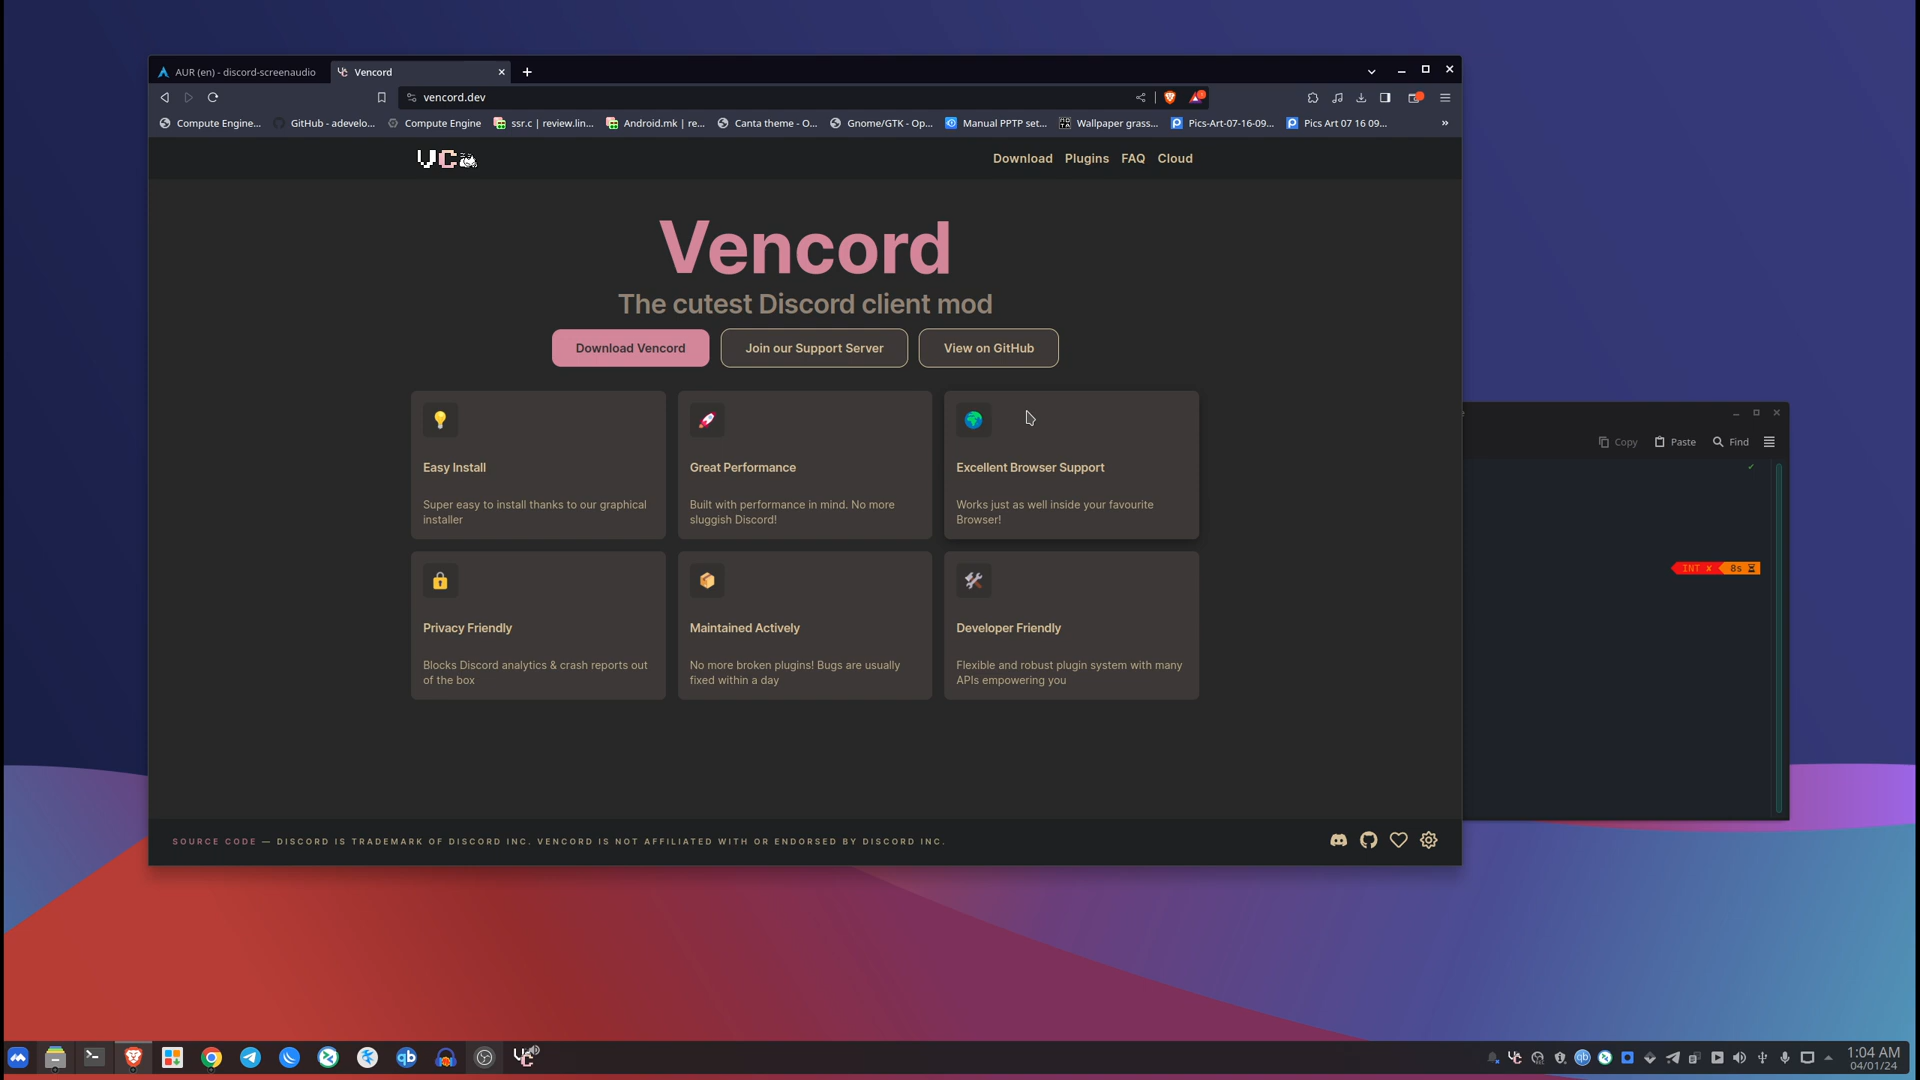 AUR (en) - discord-screenaudio
Vencord
vencord.dev
Compute Engine...
GitHub - adevelo...
Compute Engine
ssr.c | review.lin...
Android.mk | re...
Canta theme - O...
Gnome/GTK - Op...
Manual PPTP set...
Wallpaper grass...
Pics-Art-07-16-09...
Pics Art 07 16 09...
VC
Download
Plugins
FAQ
Cloud
Vencord
The cutest Discord client mod
Download Vencord
Join our Support Server
View on GitHub
Easy Install
Super easy to install thanks to our graphical
installer
Great Performance
Built with performance in mind. No more
sluggish Discord!
Excellent Browser Support
Works just as well inside your favourite
Browser!
Privacy Friendly
Blocks Discord analytics & crash reports out
of the box
Maintained Actively
No more broken plugins! Bugs are usually
fixed within a day
Developer Friendly
Flexible and robust plugin system with many
APIs empowering you
SOURCE CODE — DISCORD IS TRADEMARK OF DISCORD INC. VENCORD IS NOT AFFILIATED WITH OR ENDORSED BY DISCORD INC.
Copy
Paste
Find
INT ✘
8s
1:04 AM
04/01/24